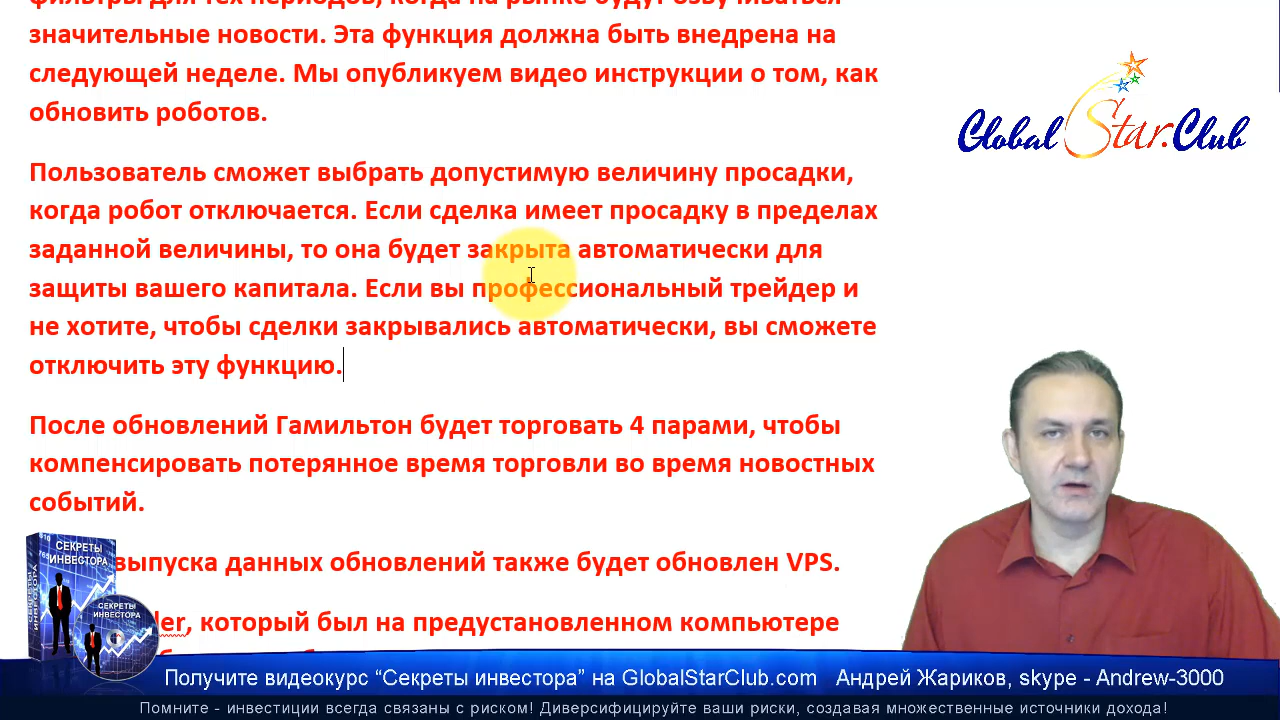 значительные новости. Эта функция должна быть внедрена на
следующей неделе. Мы опубликуем видео инструкции о том, как
обновить роботов.
Пользователь сможет выбрать допустимую величину просадки,
когда робот отключается. Если сделка имеет просадку в пределах
заданной величины, то она будет закрыта автоматически для
защиты вашего капитала. Если вы профессиональный трейдер и
не хотите, чтобы сделки закрывались автоматически, вы сможете
отключить эту функцию.
После обновлений Гамильтон будет торговать 4 парами, чтобы
компенсировать потерянное время торговли во время новостных
событий.
выпуска данных обновлений также будет обновлен VPS.
который был на предустановленном компьютере
Global Star.Club
СЕКРЕТЫ
ИНВЕСТОРА
СЕКРЕТЫ
ИНВЕСТОРА
СЕКРЕТЫ
ИНВЕСТОРА
Получите видеокурс “Секреты инвестора” на GlobalStarClub.com Андрей Жариков, skype - Andrew-3000
Помните - инвестиции всегда связаны с риском! Диверсифицируйте ваши риски, создавая множественные источники дохода!